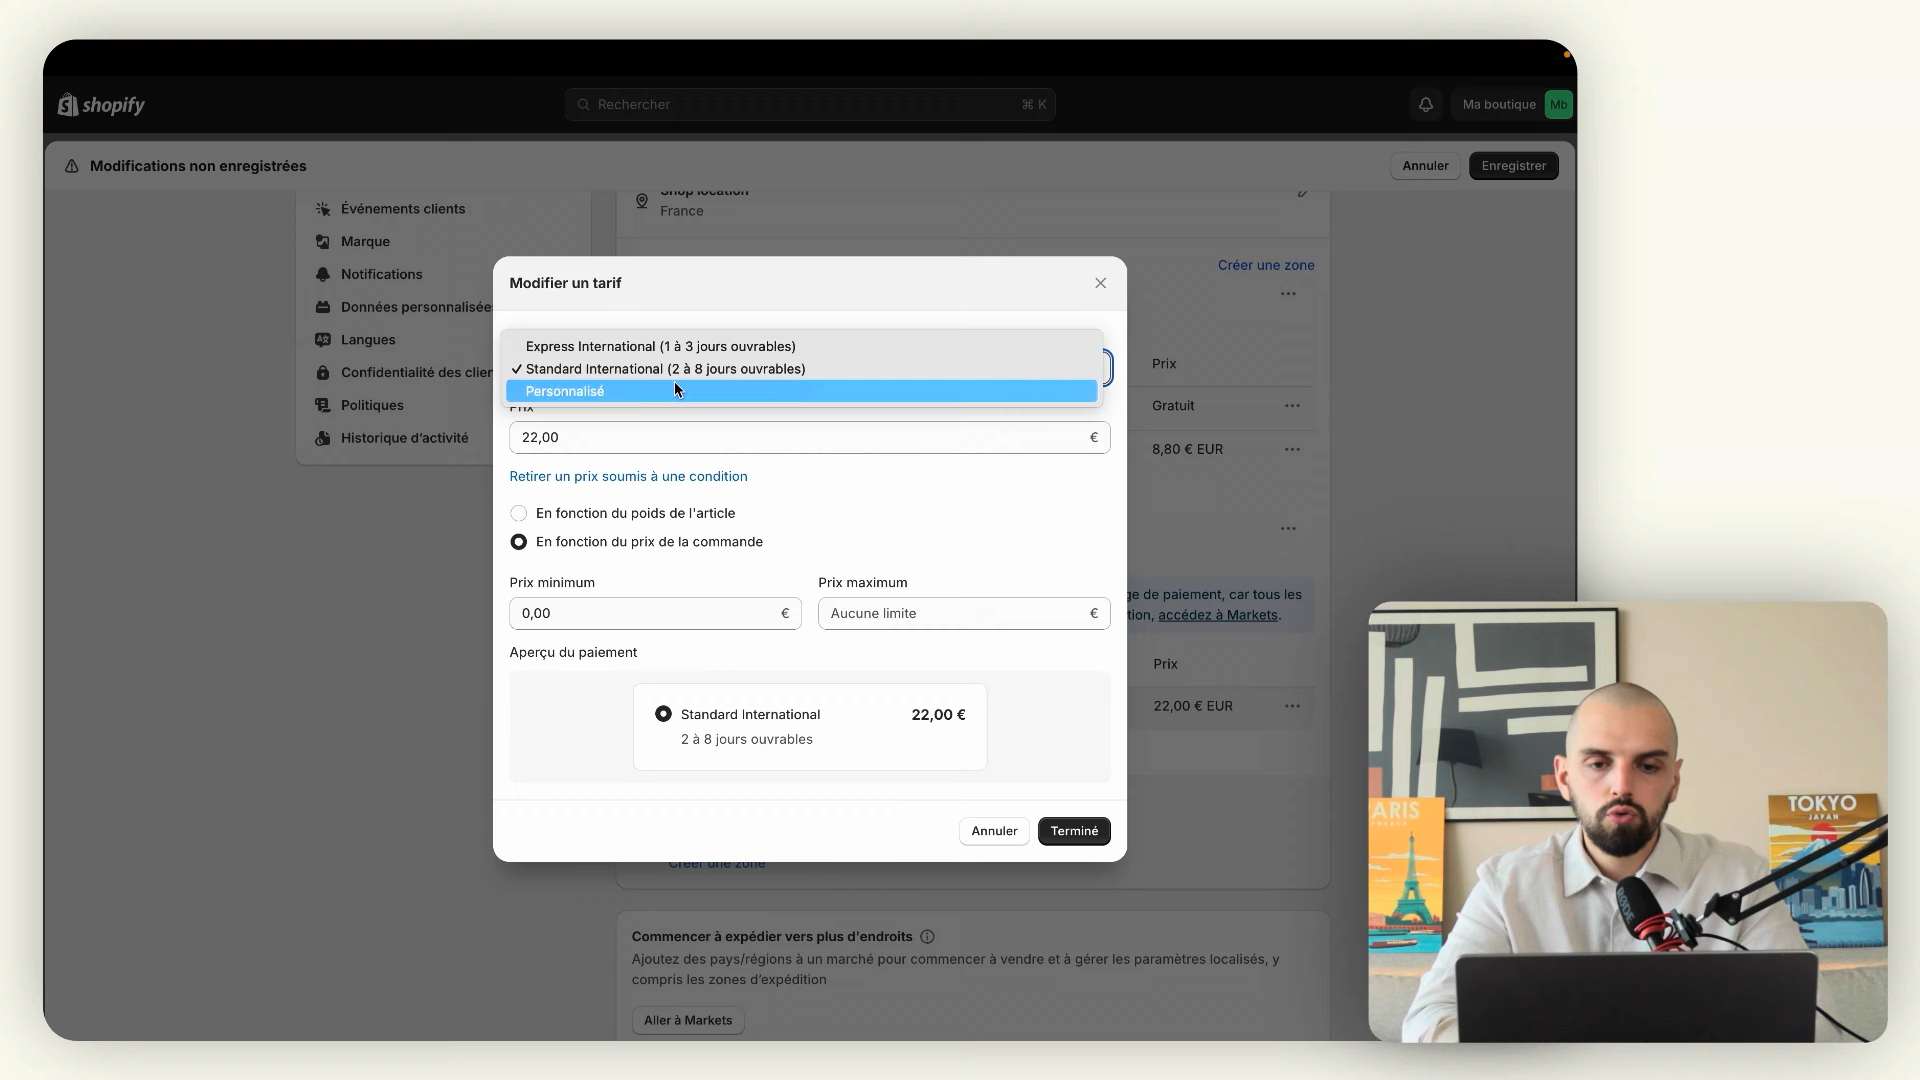 shopify
Rechercher
⌘ K
Ma boutique
Mb
Modifications non enregistrées
Annuler
Enregistrer
Événements clients
Marque
Notifications
Données personnalisées
Langues
Confidentialité des clien
Politiques
Historique d’activité
Shop location
France
Créer une zone
Prix
Gratuit
8,80 € EUR
ge de paiement, car tous les
tion, accédez à Markets.
Prix
22,00 € EUR
Modifier un tarif
Express International (1 à 3 jours ouvrables)
✓ Standard International (2 à 8 jours ouvrables)
Personnalisé
Prix
22,00 €
Retirer un prix soumis à une condition
En fonction du poids de l'article
En fonction du prix de la commande
Prix minimum
Prix maximum
0,00 €
Aucune limite €
Aperçu du paiement
Standard International
22,00 €
2 à 8 jours ouvrables
Annuler
Terminé
Créer une zone
Commencer à expédier vers plus d'endroits
Ajoutez des pays/régions à un marché pour commencer à vendre et à gérer les paramètres localisés, y
compris les zones d’expédition
Aller à Markets
ARIS
TOKYO
JAPAN
RØDE